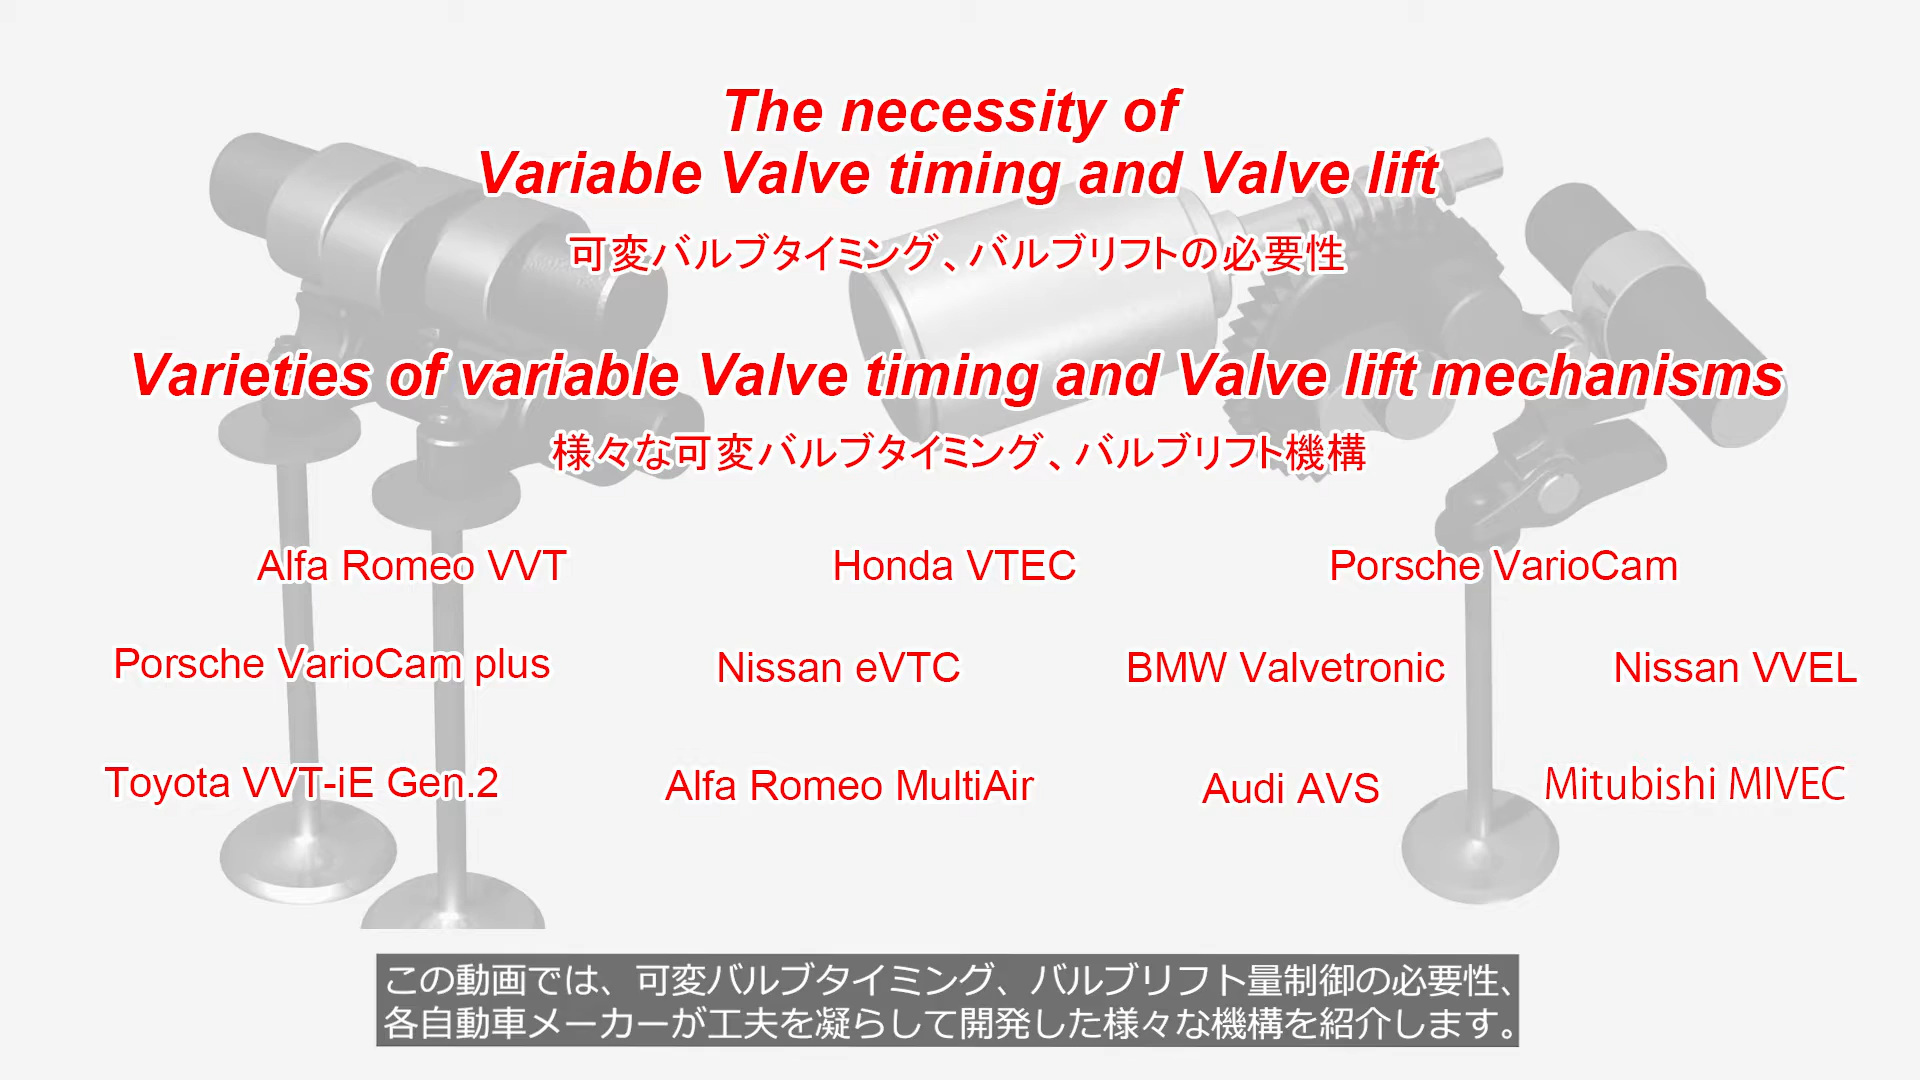 The necessity of
Variable Valve timing and Valve lift
可変バルブタイミング、バルブリフトの必要性
Varieties of variable Valve timing and Valve lift mechanisms
様々な可変バルブタイミング、バルブリフト機構
Alfa Romeo VVT Honda VTEC Porsche VarioCam
Porsche VarioCam plus Nissan eVTC BMW Valvetronic Nissan VVEL
Toyota VVT-iE Gen.2 Alfa Romeo MultiAir Audi AVS Mitubishi MIVEC
この動画では、可変バルブタイミング、バルブリフト量制御の必要性、
各自動車メーカーが工夫を凝らして開発した様々な機構を紹介します。